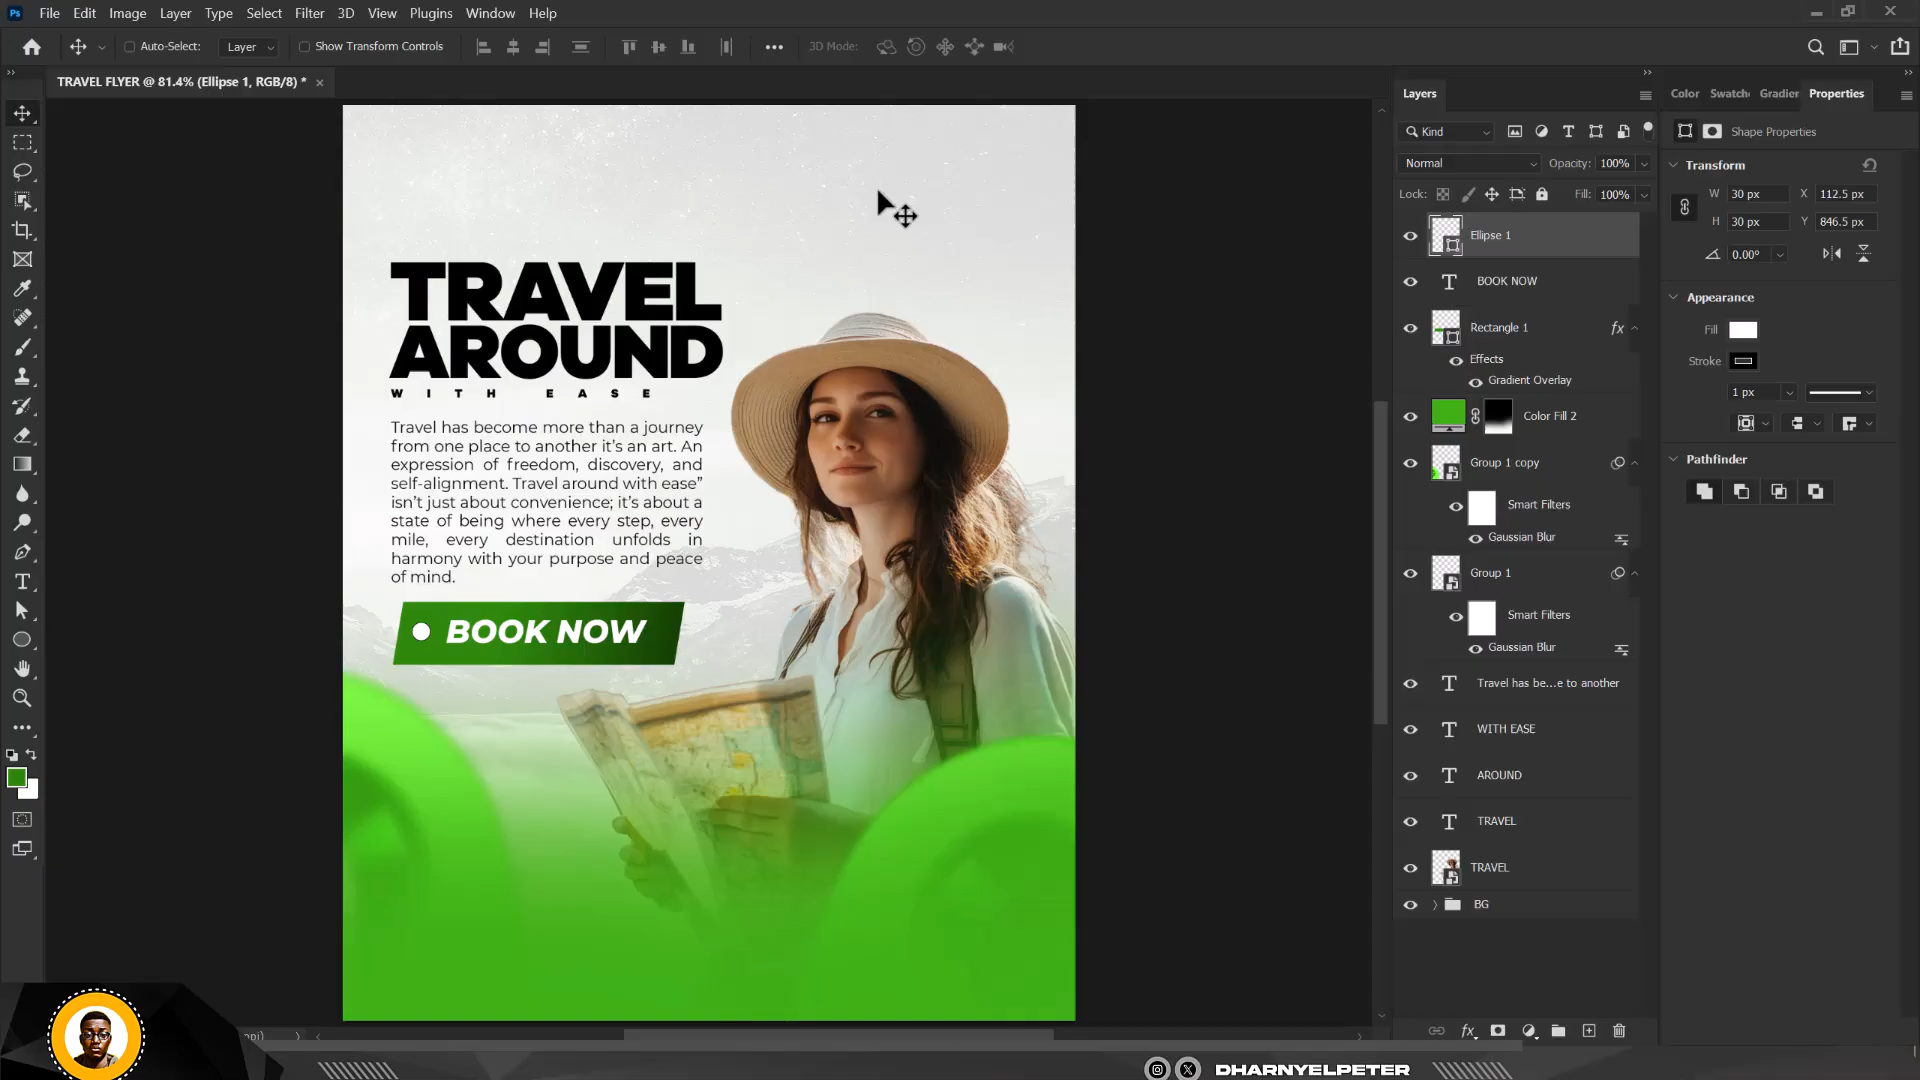 Ps File Edit Image Layer Type Select Filter 3D View Plugins Window Help
Auto-Select: Layer Show Transform Controls 3D Mode:
TRAVEL FLYER @ 81.4% (Ellipse 1, RGB/8) *
TRAVEL
AROUND
WITH EASE
Travel has become more than a journey
from one place to another it’s an art. An
expression of freedom, discovery, and
self-alignment. Travel around with ease”
isn’t just about convenience; it’s about a
state of being where every step, every
mile, every destination unfolds in
harmony with your purpose and peace
of mind.
BOOK NOW
Layers
Kind
Normal Opacity: 100%
Lock: Fill: 100%
Ellipse 1
BOOK NOW
Rectangle 1 fx
Effects
Gradient Overlay
Color Fill 2
Group 1 copy
Smart Filters
Gaussian Blur
Group 1
Smart Filters
Gaussian Blur
Travel has be...e to another
WITH EASE
AROUND
TRAVEL
TRAVEL
BG
fx
Color Swatch Gradien Properties
Shape Properties
Transform
W 30 px X 112.5 px
H 30 px Y 846.5 px
0.00°
Appearance
Fill
Stroke
1 px
Pathfinder
DHARNYELPETER